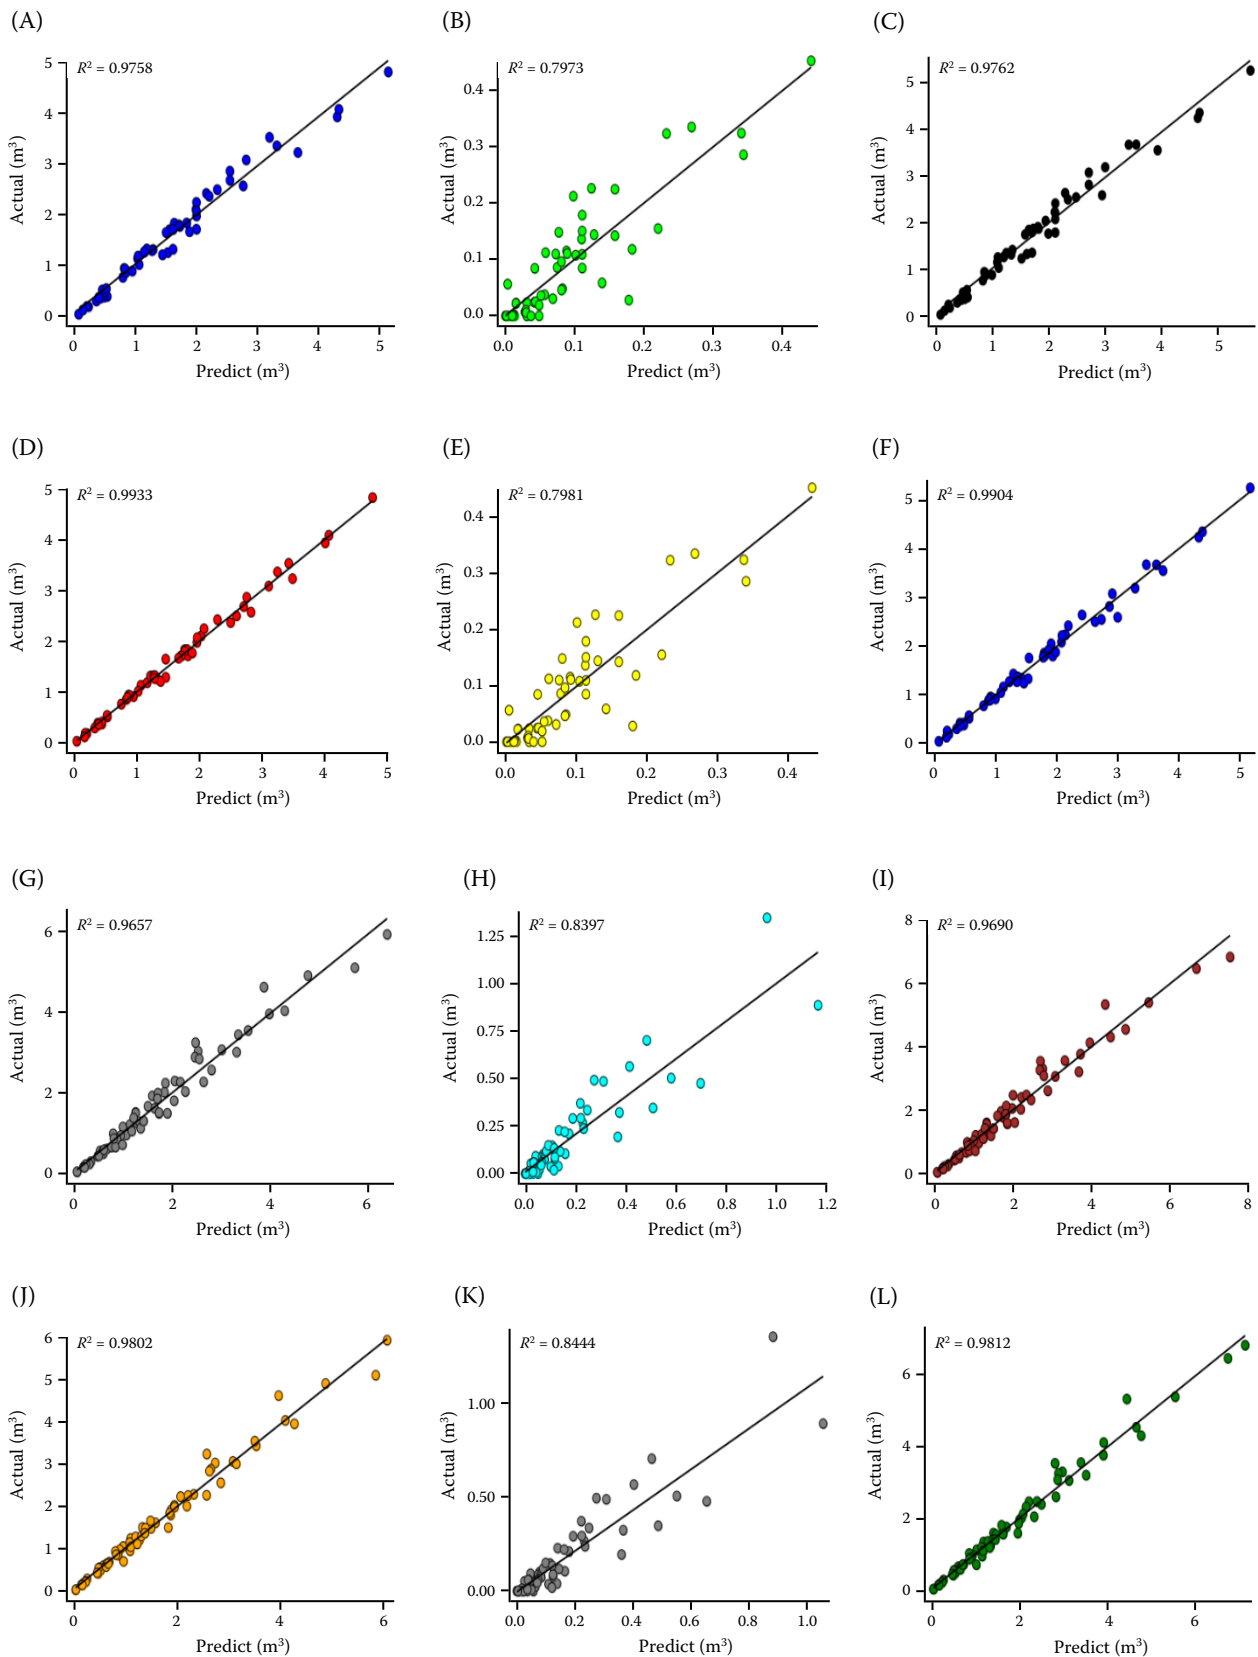 (A)
(B)
(C)
R² = 0.9758
R² = 0.7973
R² = 0.9762
Actual (m³)
5
4
3
2
1
0
0 1 2 3 4 5
Predict (m³)
Actual (m³)
0.4
0.3
0.2
0.1
0.0
0.0 0.1 0.2 0.3 0.4
Predict (m³)
Actual (m³)
5
4
3
2
1
0
0 1 2 3 4 5
Predict (m³)
(D)
(E)
(F)
R² = 0.9933
R² = 0.7981
R² = 0.9904
Actual (m³)
5
4
3
2
1
0
0 1 2 3 4 5
Predict (m³)
Actual (m³)
0.4
0.3
0.2
0.1
0.0
0.0 0.1 0.2 0.3 0.4
Predict (m³)
Actual (m³)
5
4
3
2
1
0
0 1 2 3 4 5
Predict (m³)
(G)
(H)
(I)
R² = 0.9657
R² = 0.8397
R² = 0.9690
Actual (m³)
6
4
2
0
0 2 4 6
Predict (m³)
Actual (m³)
1.25
1.00
0.75
0.50
0.25
0.00
0.0 0.2 0.4 0.6 0.8 1.0 1.2
Predict (m³)
Actual (m³)
8
6
4
2
0
0 2 4 6 8
Predict (m³)
(J)
(K)
(L)
R² = 0.9802
R² = 0.8444
R² = 0.9812
Actual (m³)
6
5
4
3
2
1
0
0 2 4 6
Predict (m³)
Actual (m³)
1.00
0.50
0.00
0.0 0.2 0.4 0.6 0.8 1.0
Predict (m³)
Actual (m³)
6
4
2
0
0 2 4 6
Predict (m³)